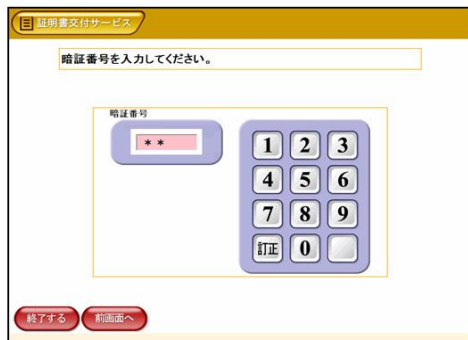 証明書交付サービス
暗証番号を入力してください。
暗証番号
* *
1 2 3
4 5 6
7 8 9
訂正 0
終了する 前画面へ